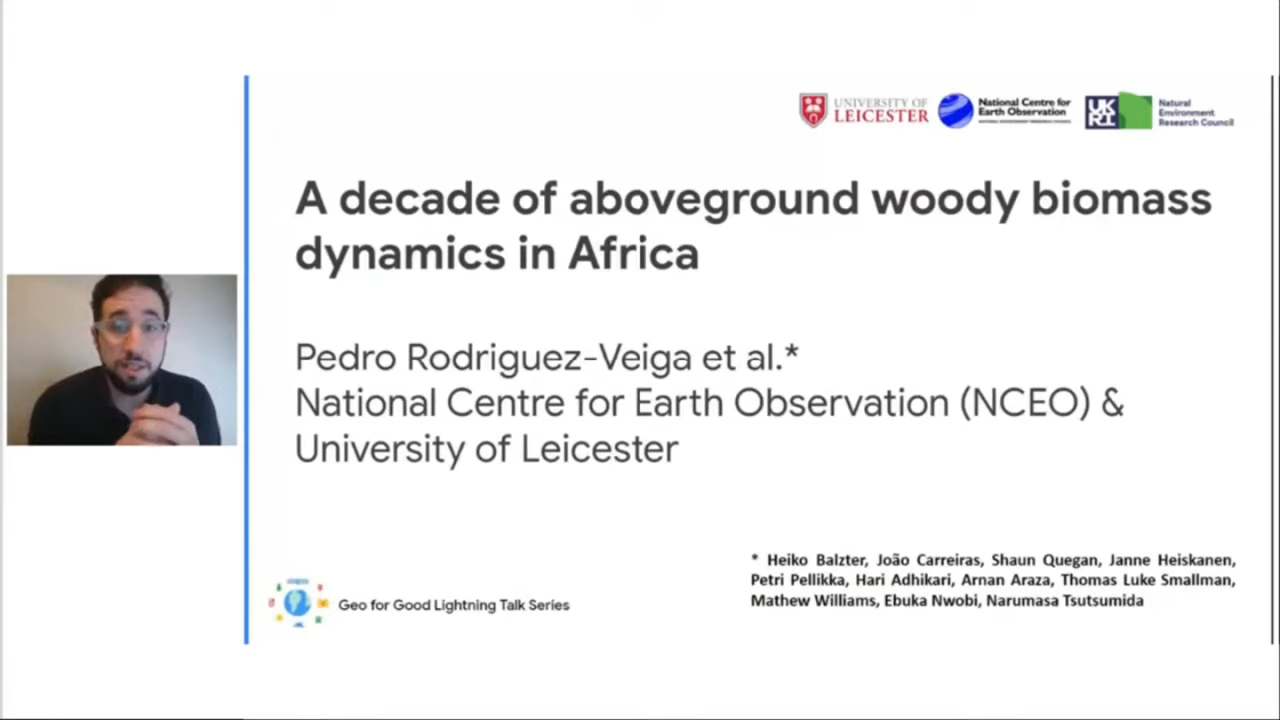 UNIVERSITY OF
LEICESTER
National Centre for
Earth Observation
UK
RI
Natural
Environment
Research Council
A decade of aboveground woody biomass
dynamics in Africa
Pedro Rodriguez-Veiga et al.*
National Centre for Earth Observation (NCEO) &
University of Leicester
* Heiko Balzter, João Carreiras, Shaun Quegan, Janne Heiskanen,
Petri Pellikka, Hari Adhikari, Arnan Araza, Thomas Luke Smallman,
Mathew Williams, Ebuka Nwobi, Narumasa Tsutsumida
Geo for Good Lightning Talk Series